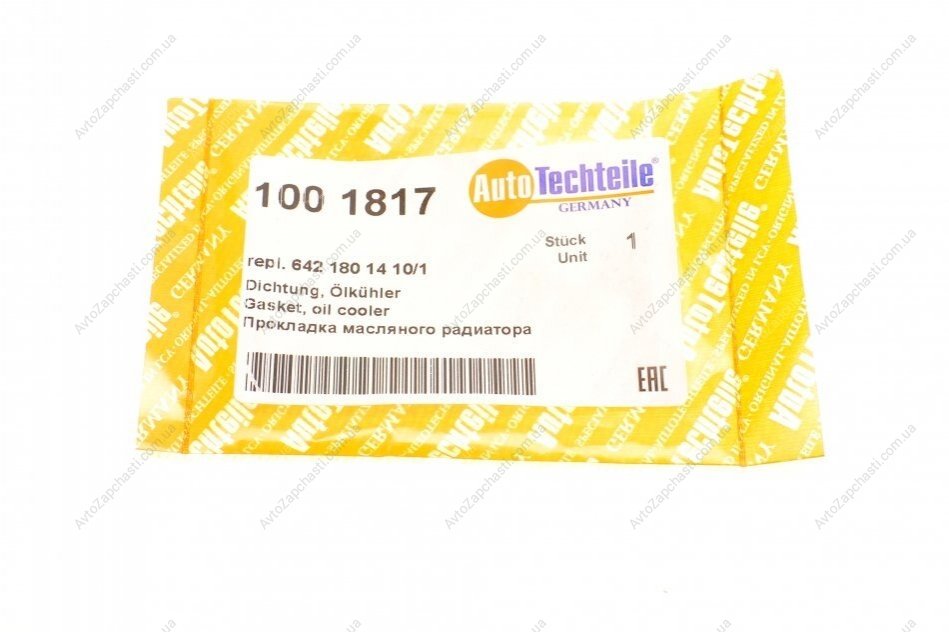 100 1817
AutoTechteile®
GERMANY
Stück 1
Unit
repl. 642 180 14 10/1
Dichtung, Ölkühler
Gasket, oil cooler
Прокладка масляного радиатора
EAC
AvtoZapchasti.com.ua